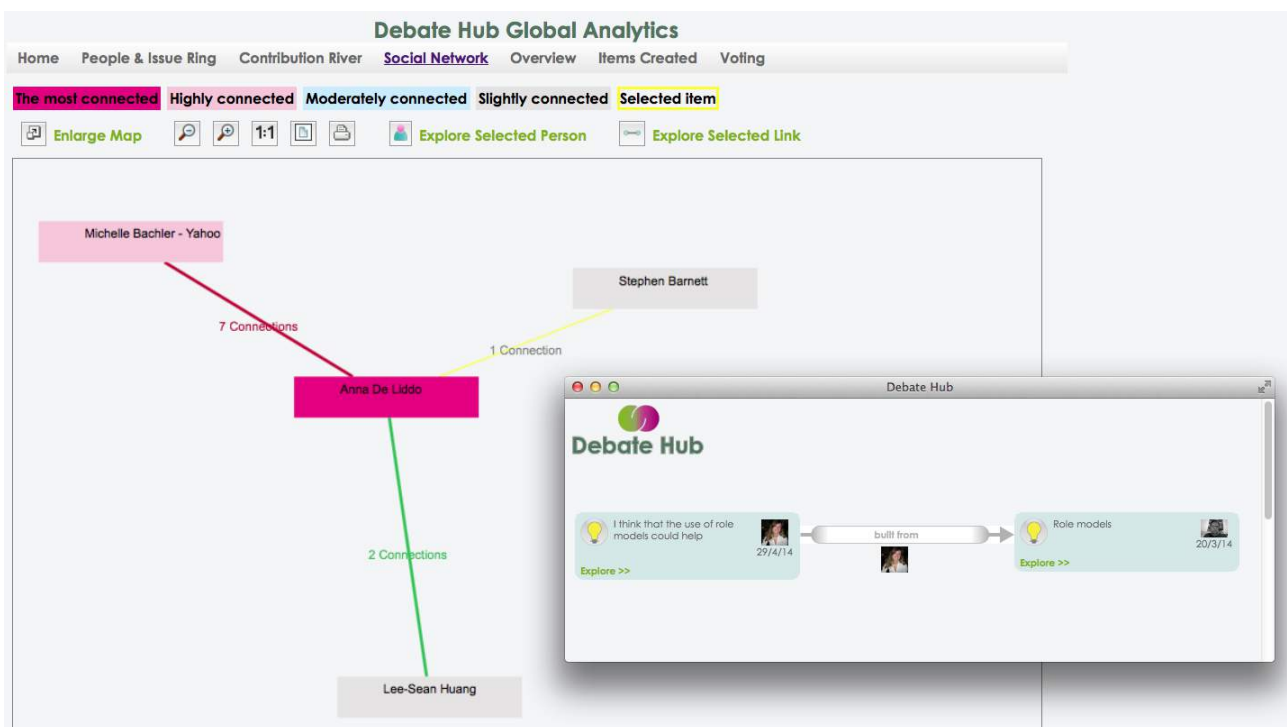 Debate Hub Global Analytics
Home People & Issue Ring Contribution River Social Network Overview Items Created Voting
The most connected Highly connected Moderately connected Slightly connected Selected item
Enlarge Map 1:1 Explore Selected Person Explore Selected Link
Michelle Bachler - Yahoo
Stephen Barnett
7 Connections
1 Connection
Anna De Liddo
2 Connections
Lee-Sean Huang
Debate Hub
Debate Hub
I think that the use of role
models could help
29/4/14
Explore >>
built from
Role models
20/3/14
Explore >>